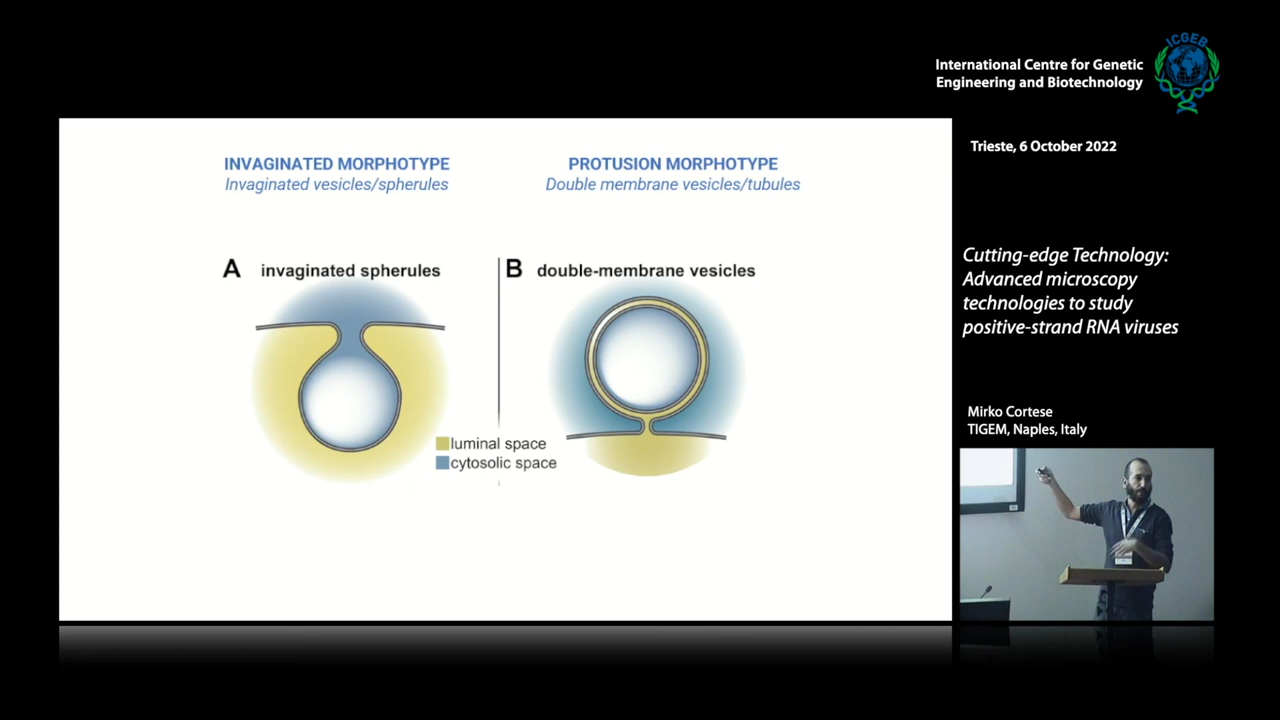 International Centre for Genetic
Engineering and Biotechnology
ICGEB
Trieste, 6 October 2022
INVAGINATED MORPHOTYPE
Invaginated vesicles/spherules
PROTUSION MORPHOTYPE
Double membrane vesicles/tubules
A invaginated spherules
B double-membrane vesicles
luminal space
cytosolic space
Cutting-edge Technology:
Advanced microscopy
technologies to study
positive-strand RNA viruses
Mirko Cortese
TIGEM, Naples, Italy